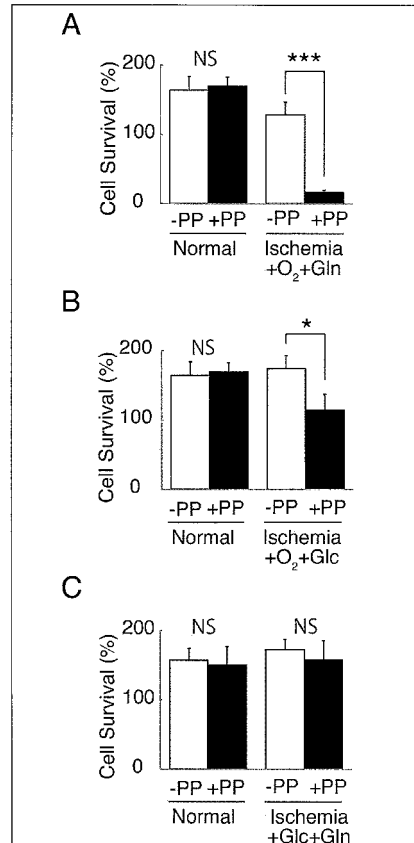 A
Cell Survival (%)
200
100
0
NS
***
-PP +PP -PP +PP
Normal Ischemia
+O₂+Gln
B
Cell Survival (%)
200
100
0
NS
*
-PP +PP -PP +PP
Normal Ischemia
+O₂+Glc
C
Cell Survival (%)
200
100
0
NS NS
-PP +PP -PP +PP
Normal Ischemia
+Glc+Gln